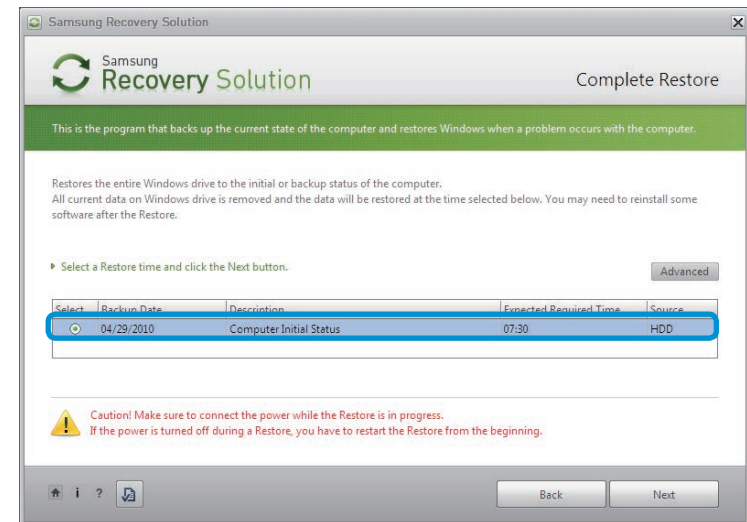 Samsung Recovery Solution
Samsung
Recovery Solution
Complete Restore
This is the program that backs up the current state of the computer and restores Windows when a problem occurs with the computer.
Restores the entire Windows drive to the initial or backup status of the computer.
All current data on Windows drive is removed and the data will be restored at the time selected below. You may need to reinstall some
software after the Restore.
Select a Restore time and click the Next button.
Advanced
Select Backup Date Description Expected Required Time Source
04/29/2010 Computer Initial Status 07:30 HDD
Caution! Make sure to connect the power while the Restore is in progress.
If the power is turned off during a Restore, you have to restart the Restore from the beginning.
i ? Back Next